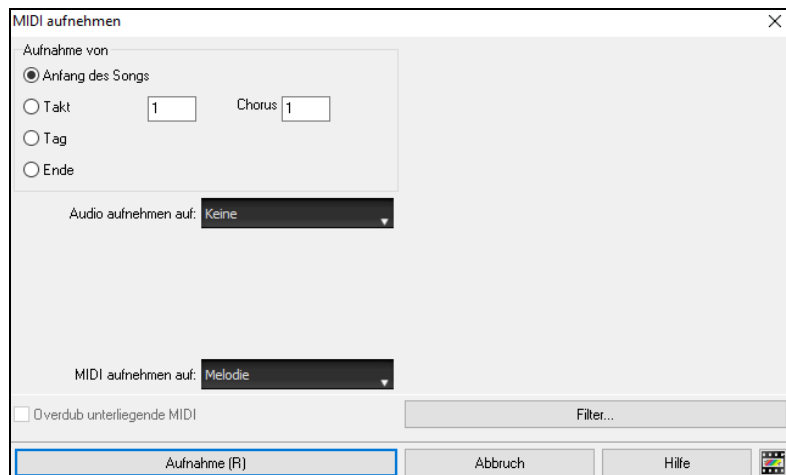 MIDI aufnehmen
Aufnahme von
Anfang des Songs
Takt 1 Chorus 1
Tag
Ende
Audio aufnehmen auf: Keine
MIDI aufnehmen auf: Melodie
Overdub unterliegende MIDI Filter...
Aufnahme (R) Abbruch Hilfe